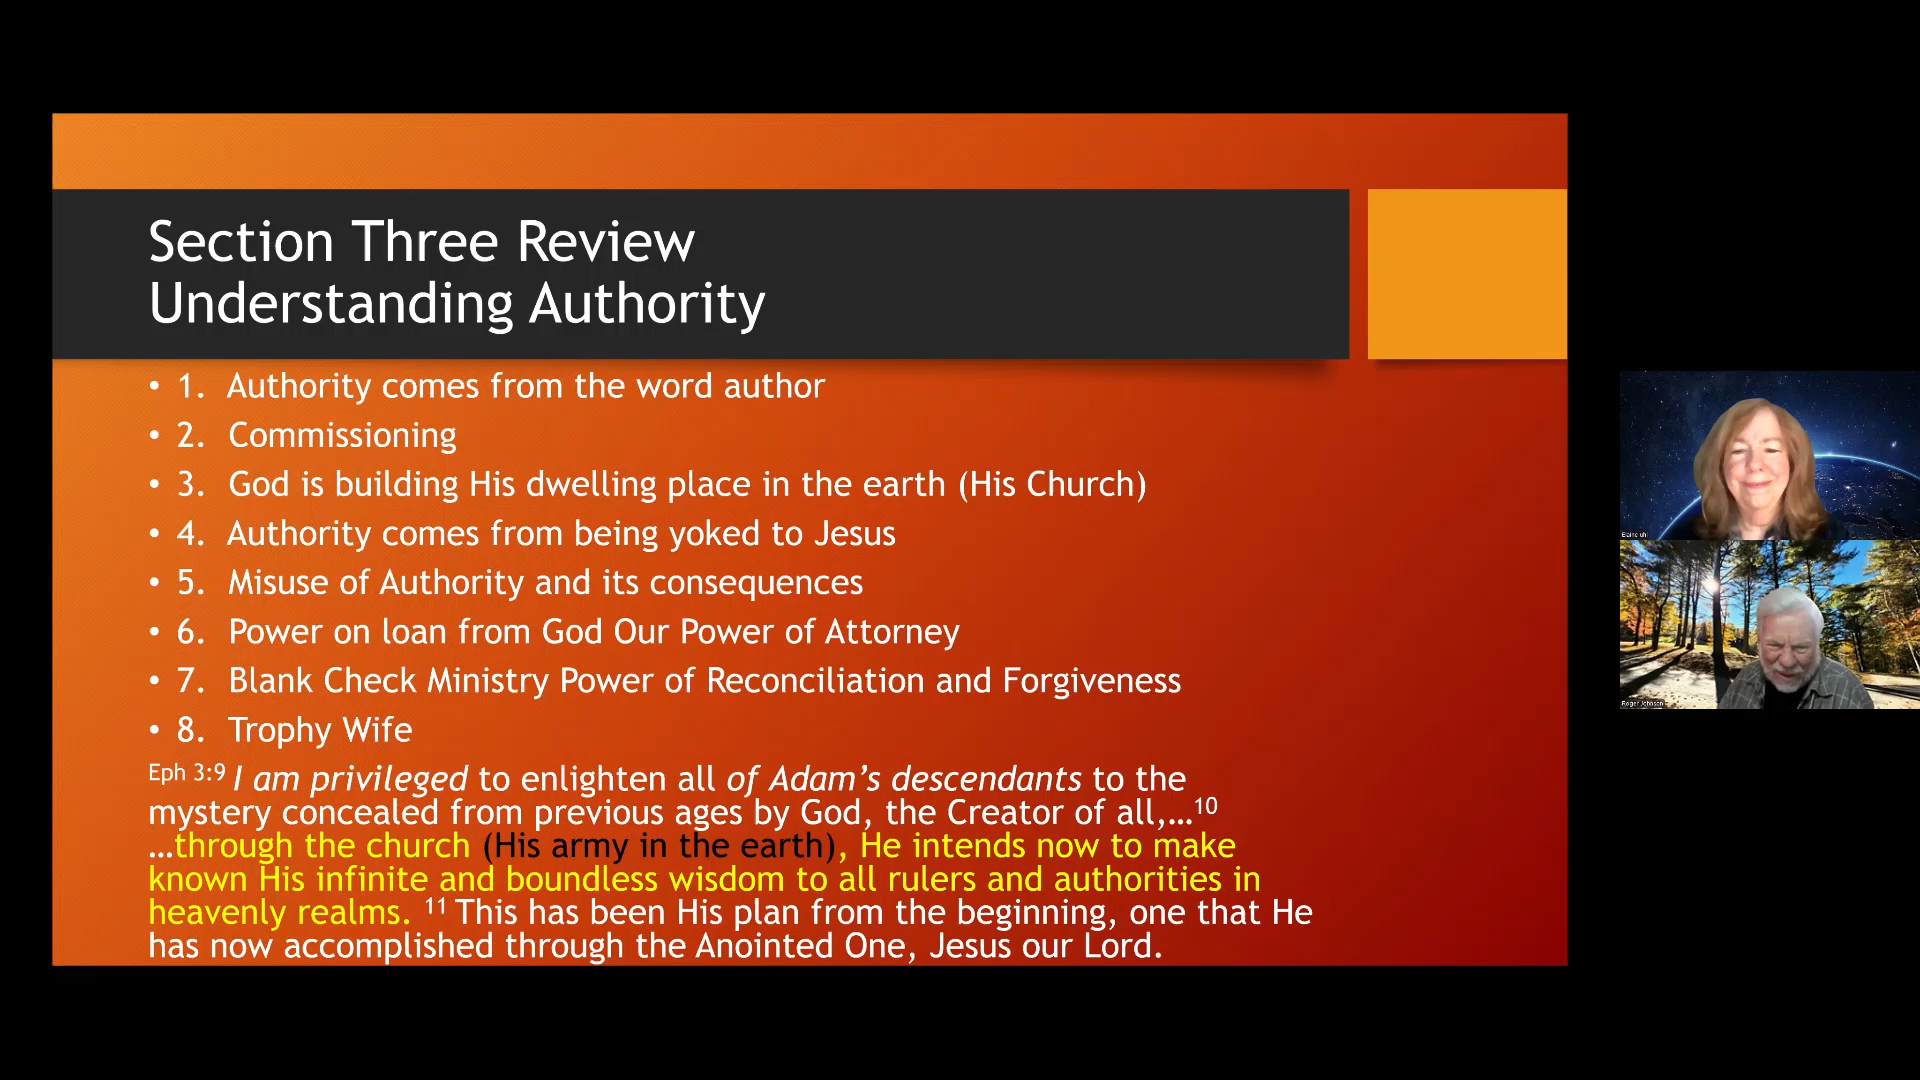 Section Three Review
Understanding Authority
• 1. Authority comes from the word author
• 2. Commissioning
• 3. God is building His dwelling place in the earth (His Church)
• 4. Authority comes from being yoked to Jesus
• 5. Misuse of Authority and its consequences
• 6. Power on loan from God Our Power of Attorney
• 7. Blank Check Ministry Power of Reconciliation and Forgiveness
• 8. Trophy Wife
Eph 3:9 I am privileged to enlighten all of Adam’s descendants to the
mystery concealed from previous ages by God, the Creator of all,…10
…through the church (His army in the earth), He intends now to make
known His infinite and boundless wisdom to all rulers and authorities in
heavenly realms. 11 This has been His plan from the beginning, one that He
has now accomplished through the Anointed One, Jesus our Lord.
Elaine uhl
Roger Johnson